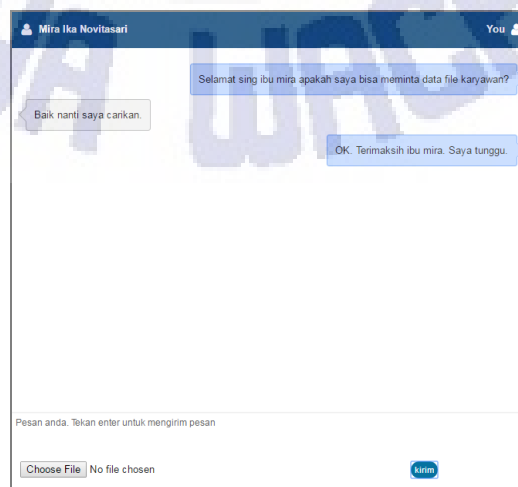 Mira Ika Novitasari You
Selamat sing ibu mira apakah saya bisa meminta data file karyawan?
Baik nanti saya carikan.
OK. Terimaksih ibu mira. Saya tunggu.
Pesan anda. Tekan enter untuk mengirim pesan
Choose File No file chosen
kirim